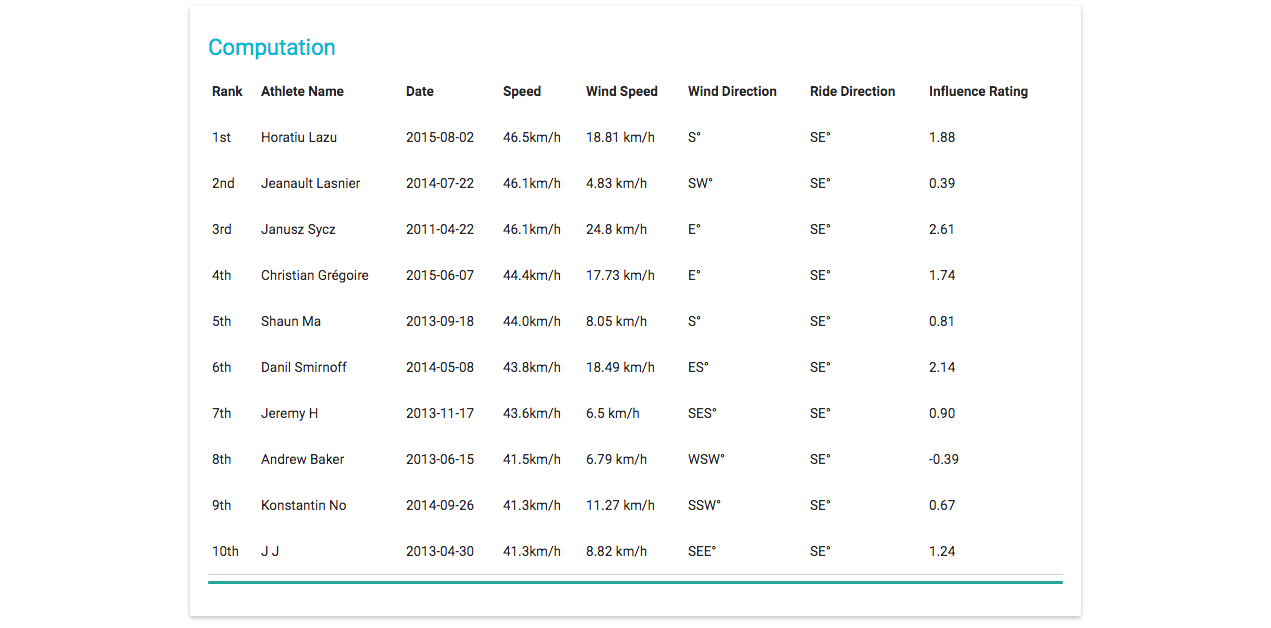 Computation
Rank Athlete Name Date Speed Wind Speed Wind Direction Ride Direction Influence Rating
1st Horatiu Lazu 2015-08-02 46.5km/h 18.81 km/h S° SE° 1.88
2nd Jeanault Lasnier 2014-07-22 46.1km/h 4.83 km/h SW° SE° 0.39
3rd Janusz Sycz 2011-04-22 46.1km/h 24.8 km/h E° SE° 2.61
4th Christian Grégoire 2015-06-07 44.4km/h 17.73 km/h E° SE° 1.74
5th Shaun Ma 2013-09-18 44.0km/h 8.05 km/h S° SE° 0.81
6th Danil Smirnoff 2014-05-08 43.8km/h 18.49 km/h ES° SE° 2.14
7th Jeremy H 2013-11-17 43.6km/h 6.5 km/h SES° SE° 0.90
8th Andrew Baker 2013-06-15 41.5km/h 6.79 km/h WSW° SE° -0.39
9th Konstantin No 2014-09-26 41.3km/h 11.27 km/h SSW° SE° 0.67
10th J J 2013-04-30 41.3km/h 8.82 km/h SEE° SE° 1.24